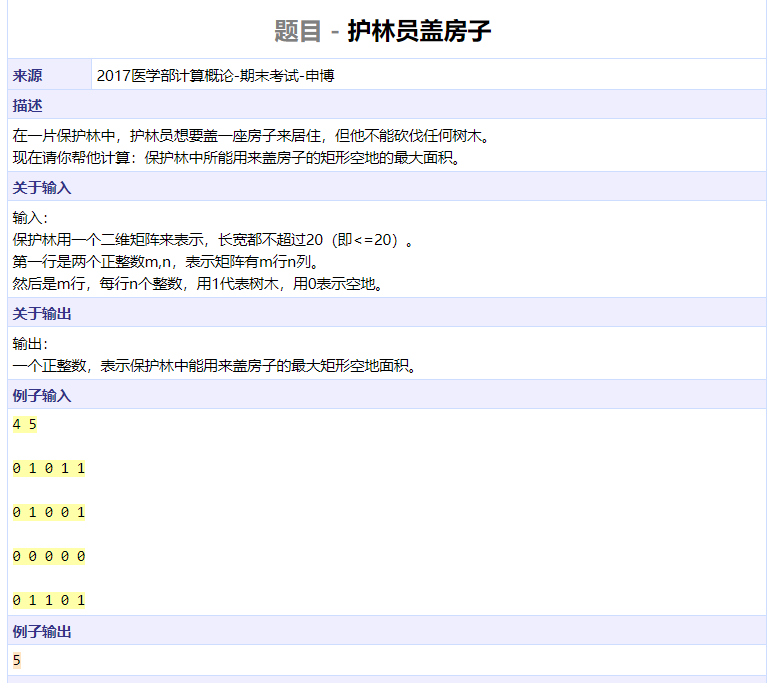 题目 - 护林员盖房子
来源 2017医学部计算概论-期末考试-申博
描述
在一片保护林中，护林员想要盖一座房子来居住，但他不能砍伐任何树木。
现在请你帮他计算：保护林中所能用来盖房子的矩形空地的最大面积。
关于输入
输入：
保护林用一个二维矩阵来表示，长宽都不超过20（即<=20）。
第一行是两个正整数m,n，表示矩阵有m行n列。
然后是m行，每行n个整数，用1代表树木，用0表示空地。
关于输出
输出：
一个正整数，表示保护林中能用来盖房子的最大矩形空地面积。
例子输入
4 5
0 1 0 1 1
0 1 0 0 1
0 0 0 0 0
0 1 1 0 1
例子输出
5